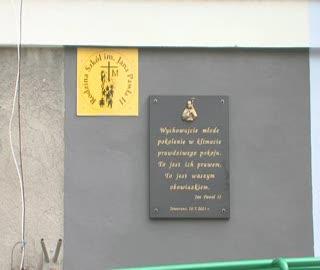 Rodzina Szkół im. Jana Pawła II
M
Wychowujcie młode
pokolenie w klimacie
prawdziwego pokoju.
To jest ich prawem,
To jest waszym
obowiązkiem.
Jan Paweł II
2021 r.